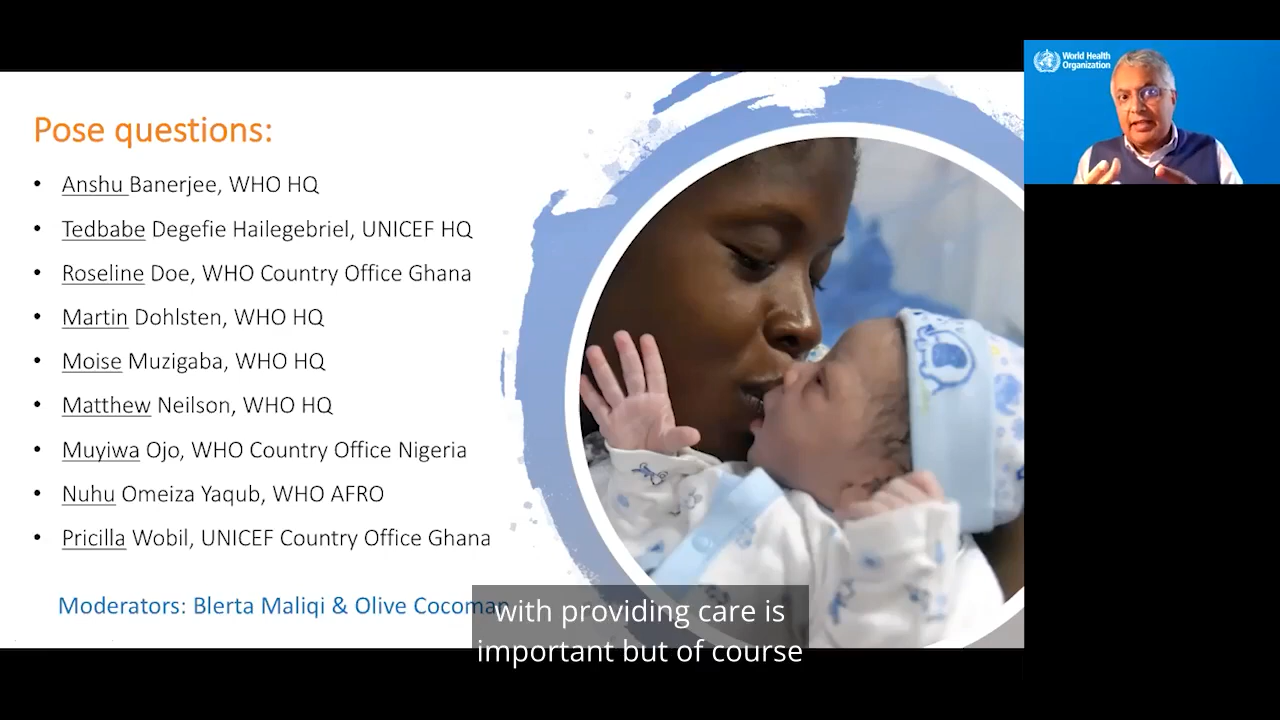 Pose questions:
• Anshu Banerjee, WHO HQ
• Tedbabe Degefie Hailegebriel, UNICEF HQ
• Roseline Doe, WHO Country Office Ghana
• Martin Dohlsten, WHO HQ
• Moise Muzigaba, WHO HQ
• Matthew Neilson, WHO HQ
• Muyiwa Ojo, WHO Country Office Nigeria
• Nuhu Omeiza Yaqub, WHO AFRO
• Pricilla Wobil, UNICEF Country Office Ghana
Moderators: Blerta Maliqi & Olive Cocoman
with providing care is
important but of course
World Health
Organization